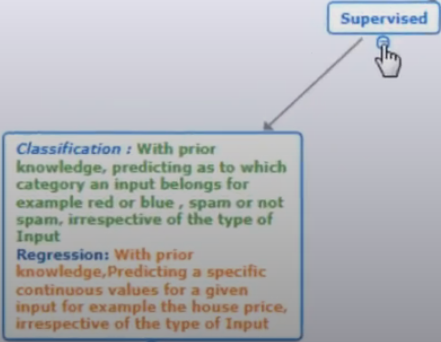 Supervised
Classification : With prior
knowledge, predicting as to which
category an input belongs for
example red or blue , spam or not
spam, irrespective of the type of
Input
Regression: With prior
knowledge,Predicting a specific
continuous values for a given
input for example the house price,
irrespective of the type of Input